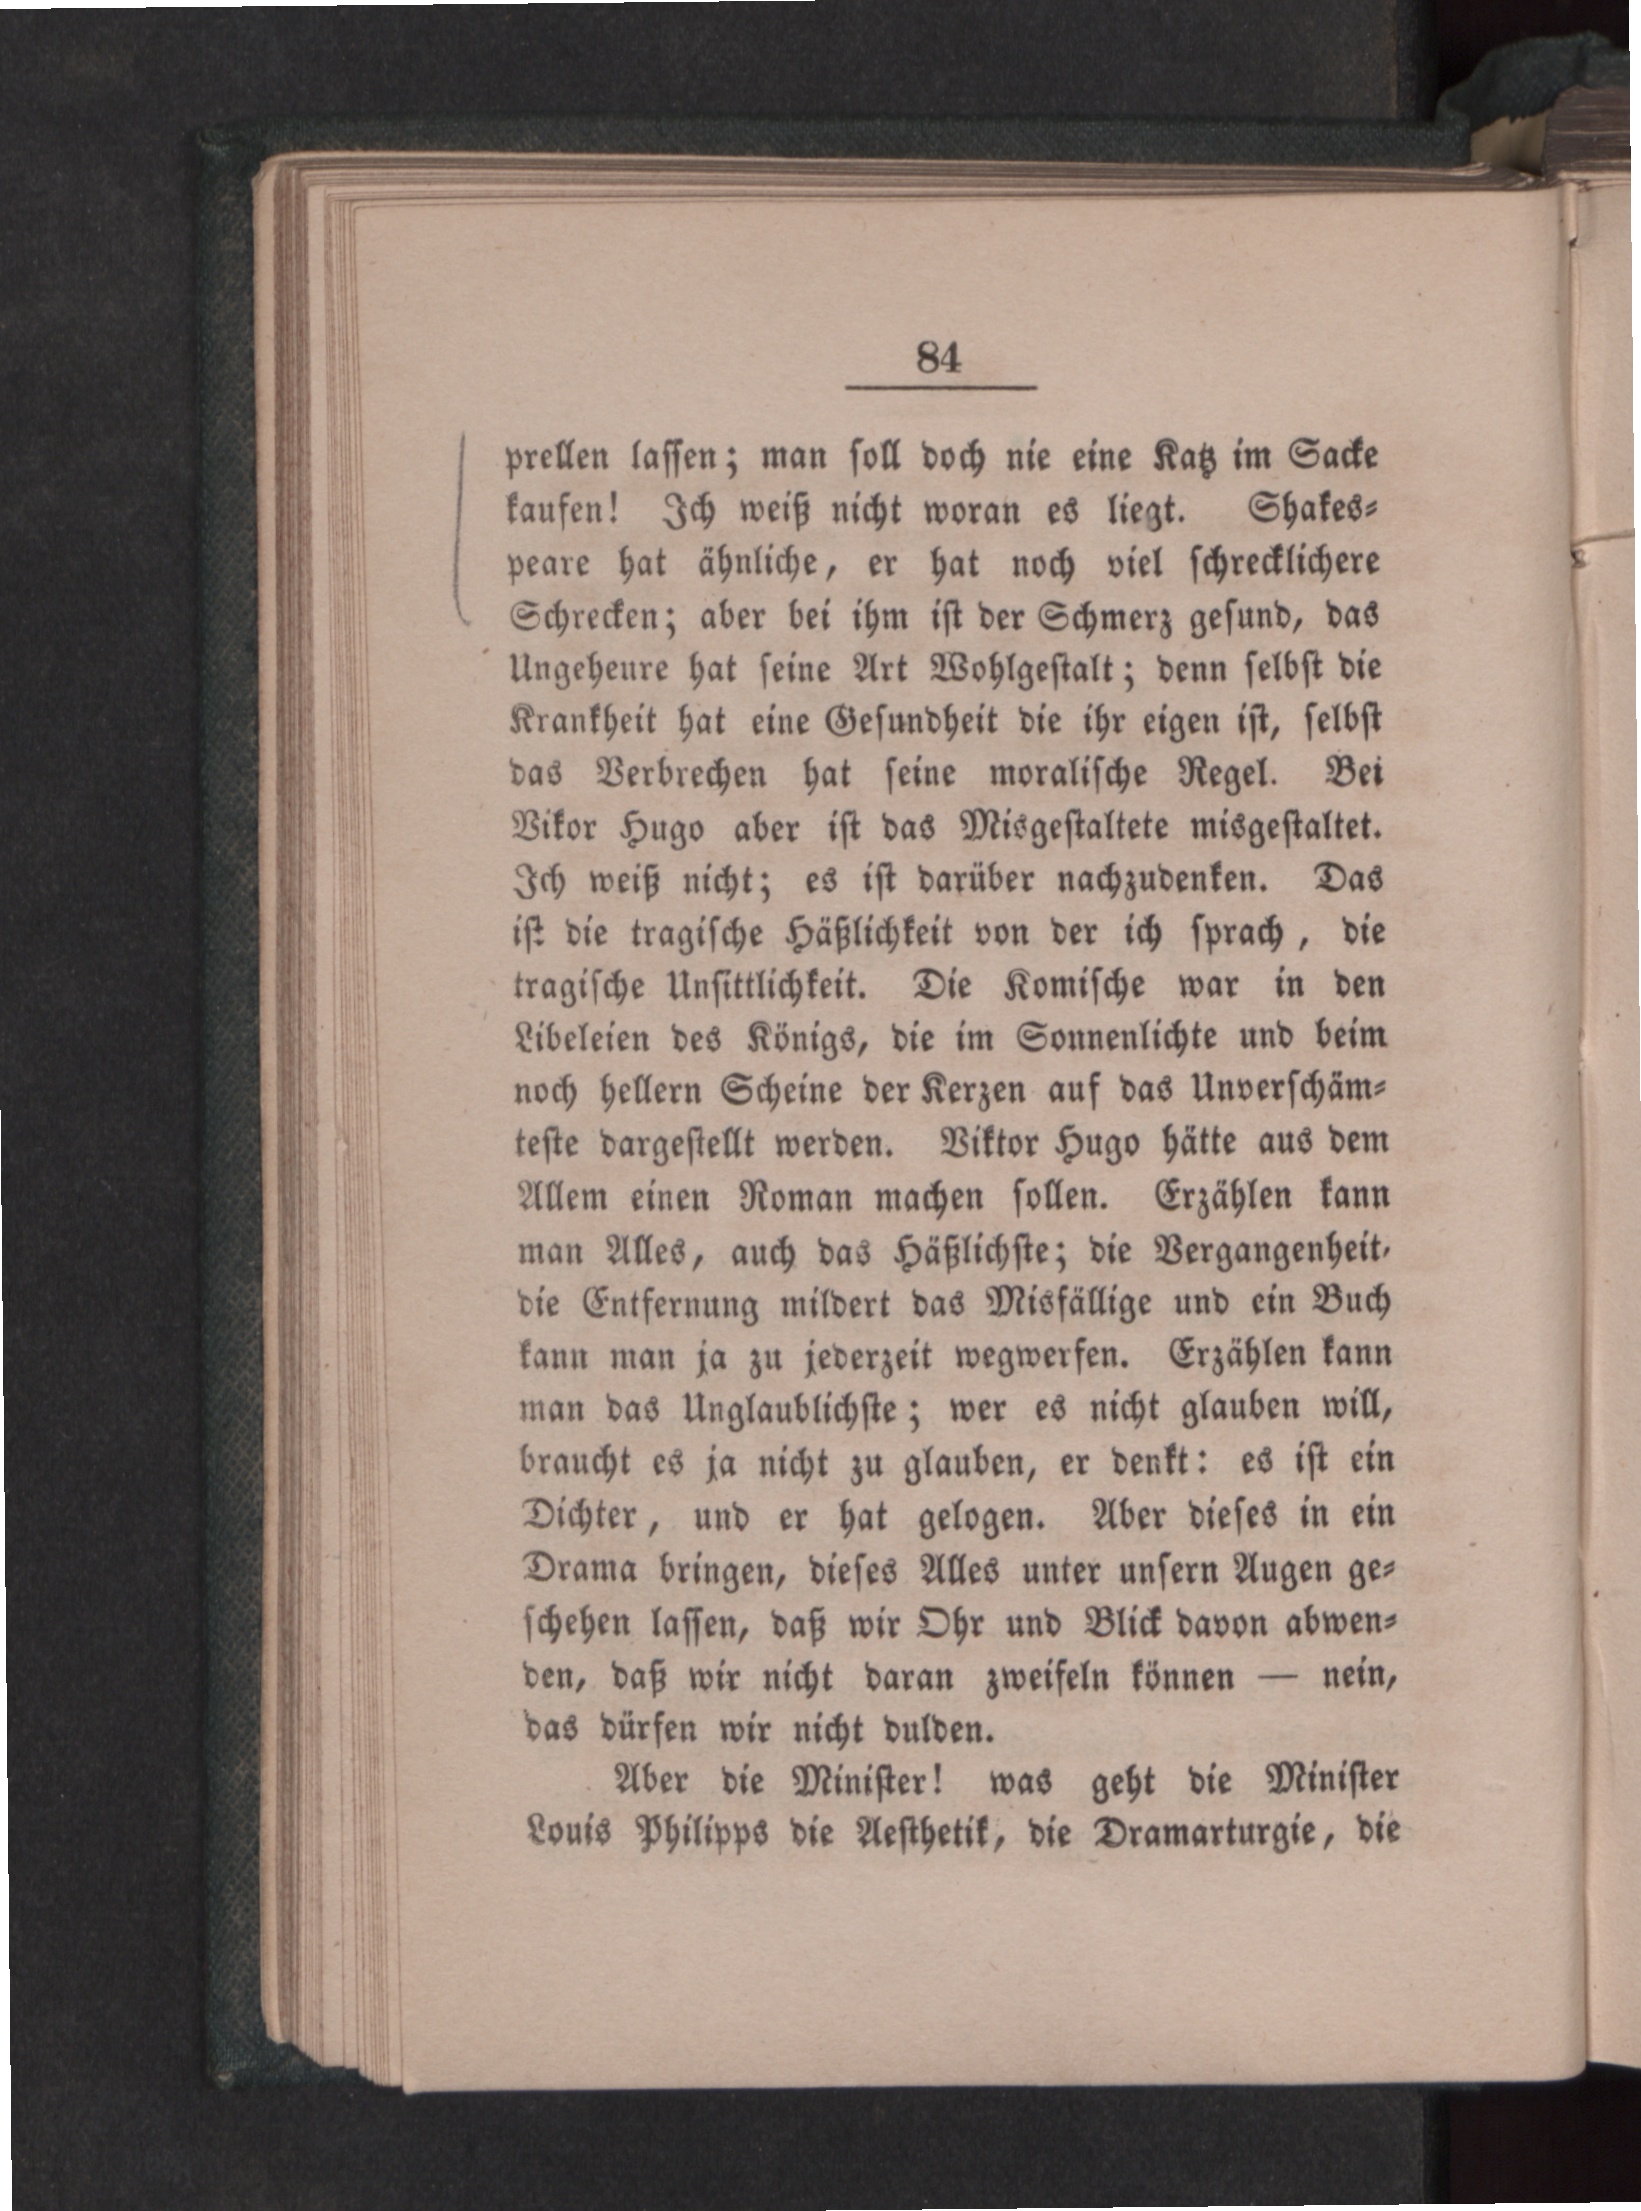 84
prellen lassen; man soll doch nie eine Katz im Sacke
kaufen! Ich weiß nicht woran es liegt. Shakes-
peare hat ähnliche, er hat noch viel schrecklichere
Schrecken; aber bei ihm ist der Schmerz gesund, das
Ungeheure hat seine Art Wohlgestalt; denn selbst die
Krankheit hat eine Gesundheit die ihr eigen ist, selbst
das Verbrechen hat seine moralische Regel. Bei
Vikor Hugo aber ist das Misgestaltete misgestaltet.
Ich weiß nicht; es ist darüber nachzudenken. Das
ist die tragische Häßlichkeit von der ich sprach, die
tragische Unsittlichkeit. Die Komische war in den
Libeleien des Königs, die im Sonnenlichte und beim
noch hellern Scheine der Kerzen auf das Unverschäm-
teste dargestellt werden. Viktor Hugo hätte aus dem
Allem einen Roman machen sollen. Erzählen kann
man Alles, auch das Häßlichste; die Vergangenheit,
die Entfernung mildert das Misfällige und ein Buch
kann man ja zu jederzeit wegwerfen. Erzählen kann
man das Unglaublichste; wer es nicht glauben will,
braucht es ja nicht zu glauben, er denkt: es ist ein
Dichter, und er hat gelogen. Aber dieses in ein
Drama bringen, dieses Alles unter unsern Augen ge-
schehen lassen, daß wir Ohr und Blick davon abwen-
den, daß wir nicht daran zweifeln können — nein,
das dürfen wir nicht dulden.
Aber die Minister! was geht die Minister
Louis Philipps die Aesthetik, die Dramarturgie, die